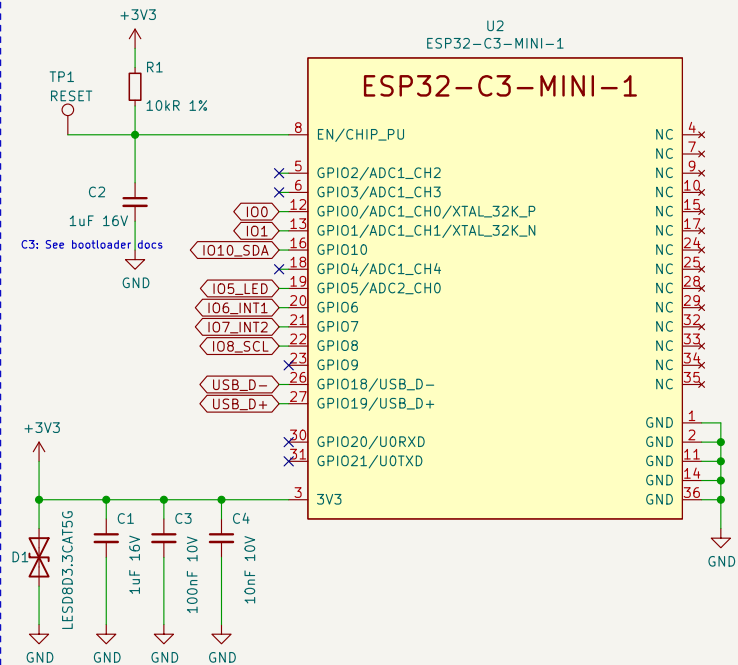 +3V3
R1
10kR 1%
TP1
RESET
C2
1uF 16V
C3: See bootloader docs
GND
U2
ESP32-C3-MINI-1
ESP32-C3-MINI-1
8 EN/CHIP_PU
5 GPIO2/ADC1_CH2
6 GPIO3/ADC1_CH3
IO0 12 GPIO0/ADC1_CH0/XTAL_32K_P
IO1 13 GPIO1/ADC1_CH1/XTAL_32K_N
IO10_SDA 16 GPIO10
18 GPIO4/ADC1_CH4
IO5_LED 19 GPIO5/ADC2_CH0
IO6_INT1 20 GPIO6
IO7_INT2 21 GPIO7
IO8_SCL 22 GPIO8
23 GPIO9
USB_D- 26 GPIO18/USB_D-
USB_D+ 27 GPIO19/USB_D+
30 GPIO20/U0RXD
31 GPIO21/U0TXD
3 3V3
NC 4
NC 7
NC 9
NC 10
NC 15
NC 17
NC 24
NC 25
NC 28
NC 29
NC 32
NC 33
NC 34
NC 35
GND 1
GND 2
GND 11
GND 14
GND 36
GND
+3V3
D1
LESD8D3.3CAT5G
C1
1uF 16V
C3
100nF 10V
C4
10nF 10V
GND
GND
GND
GND